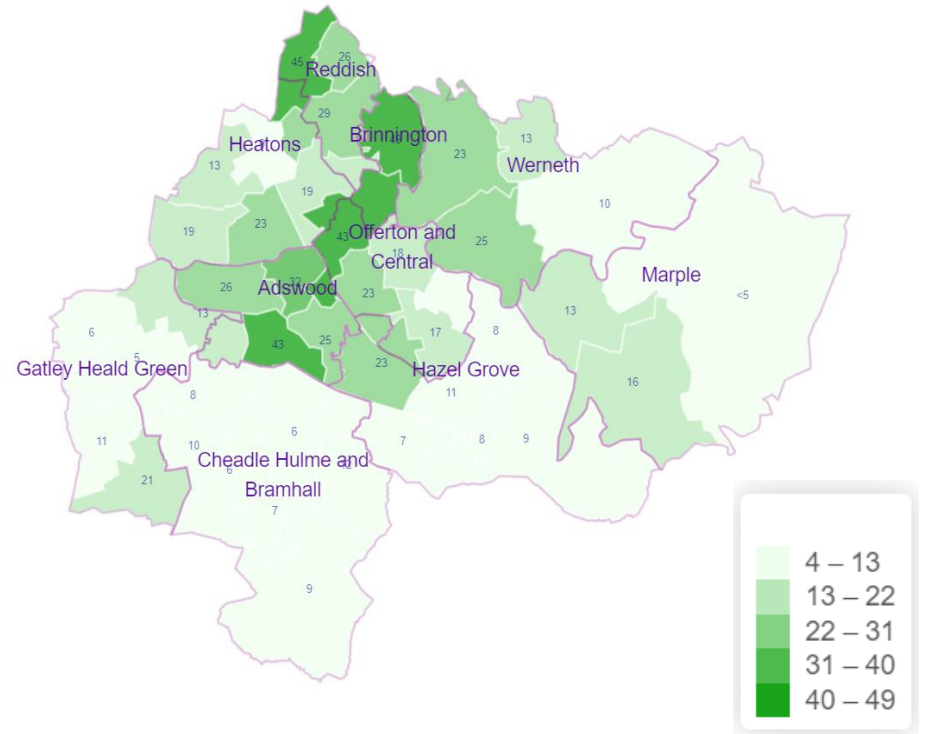 26
45
Reddish
29
Brinnington
Heatons
23
13
Werneth
13
19
10
23
19
43
Offerton and
Central
18
25
Marple
26
32
Adswood
23
<5
13
13
6
8
17
25
43
5
23
Gatley Heald Green
Hazel Grove
16
8
11
6
11
7
8
9
10
Cheadle Hulme and
6
Bramhall
21
7
9
4 – 13
13 – 22
22 – 31
31 – 40
40 – 49